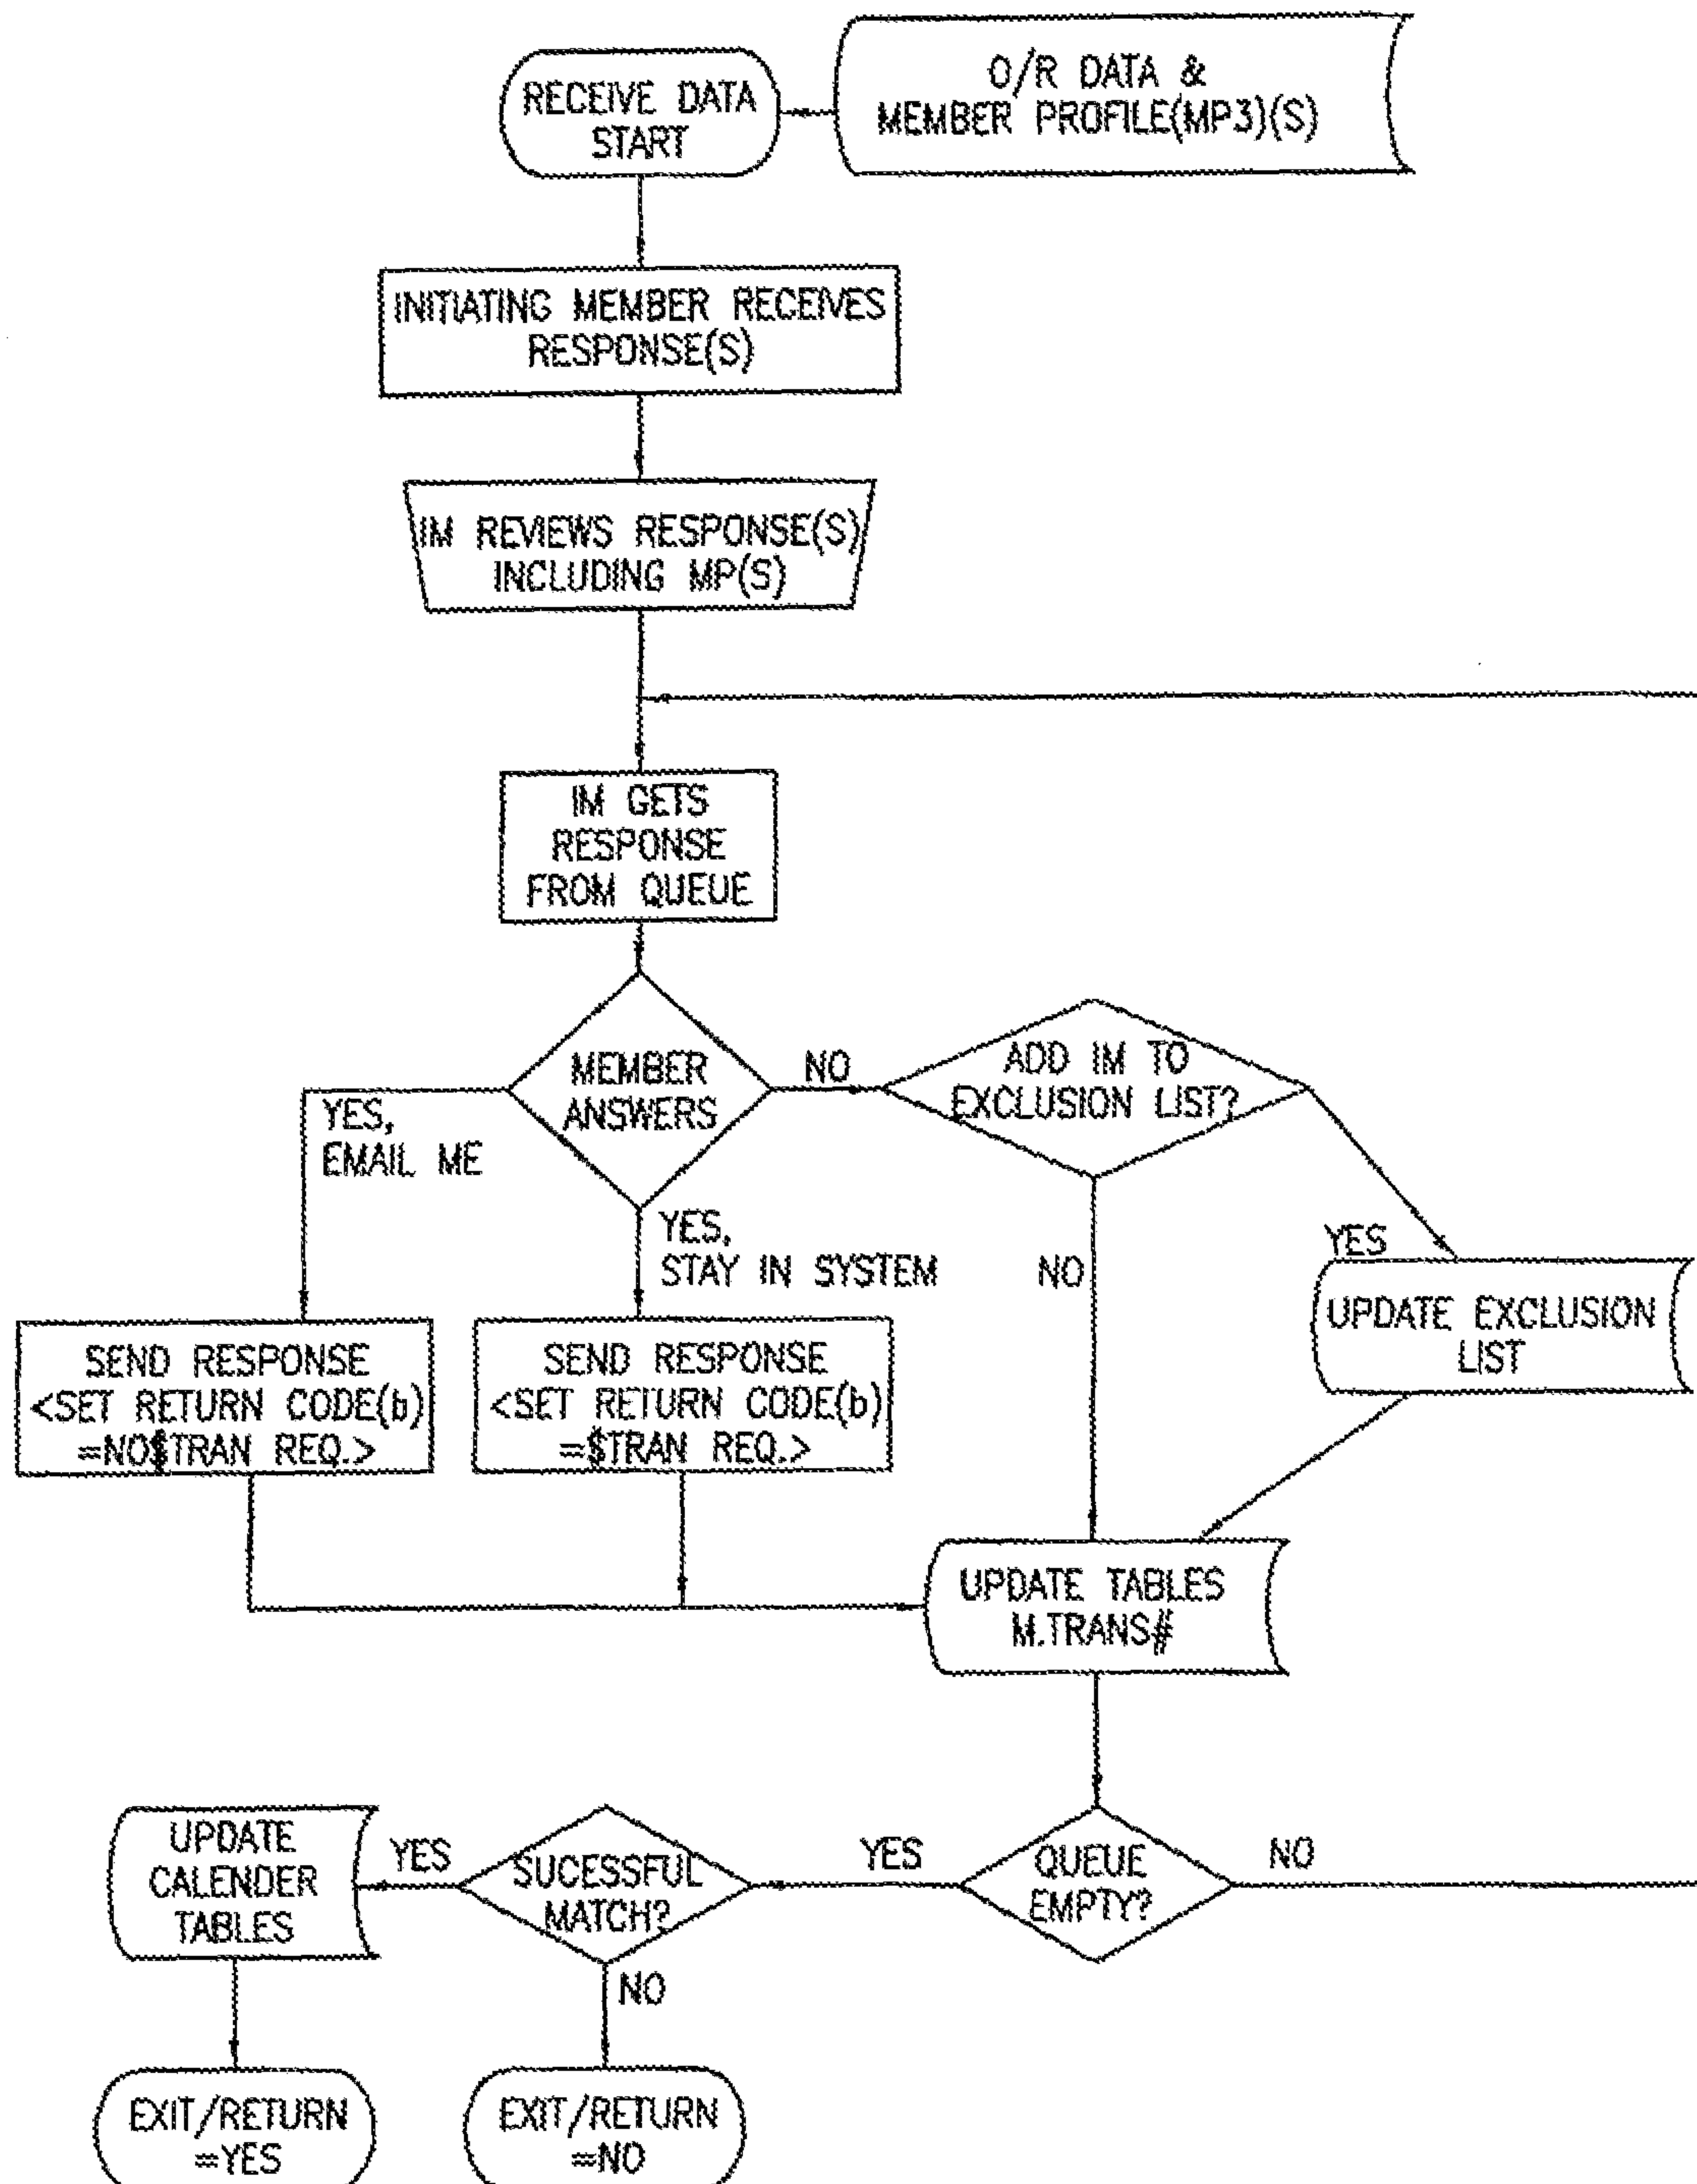 RECEIVE DATA
START
O/R DATA &
MEMBER PROFILE(MP3)(S)
INITIATING MEMBER RECEIVES
RESPONSE(S)
IM REVIEWS RESPONSE(S)
INCLUDING MP(S)
IM GETS
RESPONSE
FROM QUEUE
MEMBER
ANSWERS
NO
ADD IM TO
EXCLUSION LIST?
YES,
EMAIL ME
YES,
STAY IN SYSTEM
NO
YES
UPDATE EXCLUSION
LIST
SEND RESPONSE
<SET RETURN CODE(b)
=NO$TRAN REQ.>
SEND RESPONSE
<SET RETURN CODE(b)
=$TRAN REQ.>
UPDATE TABLES
M.TRANS#
UPDATE
CALENDER
TABLES
YES
SUCESSFUL
MATCH?
YES
QUEUE
EMPTY?
NO
NO
EXIT/RETURN
=YES
EXIT/RETURN
=NO